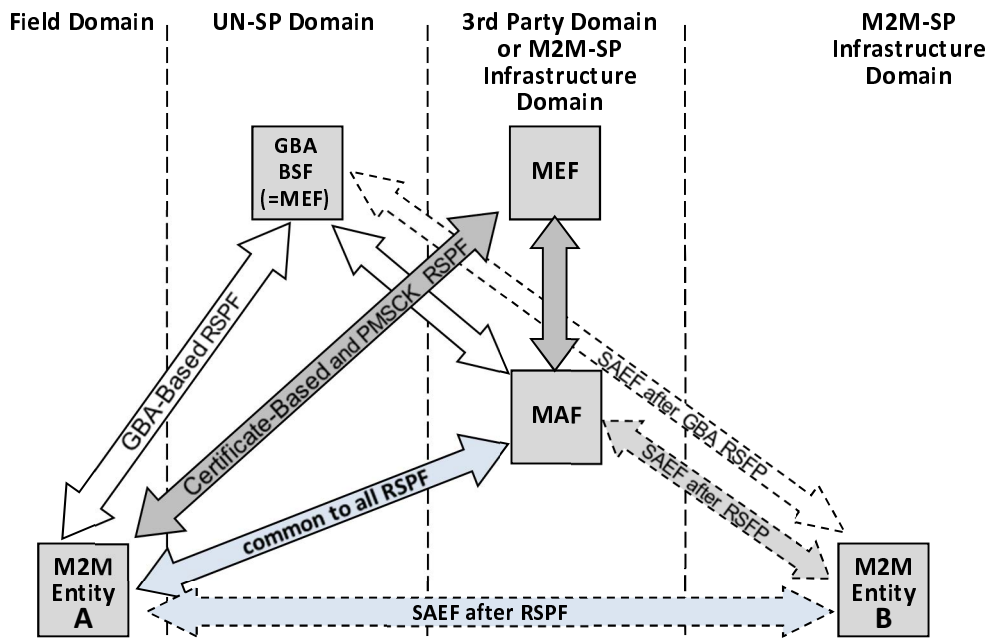 Field Domain
UN-SP Domain
3rd Party Domain
or M2M-SP
Infrastructure
Domain
M2M-SP
Infrastructure
Domain
GBA
BSF
(=MEF)
MEF
GBA-Based RSPF
Certificate-Based and PMSCK RSPF
SAEF after GBA RSFP
MAF
SAEF after RSFP
common to all RSPF
M2M
Entity
A
SAEF after RSPF
M2M
Entity
B